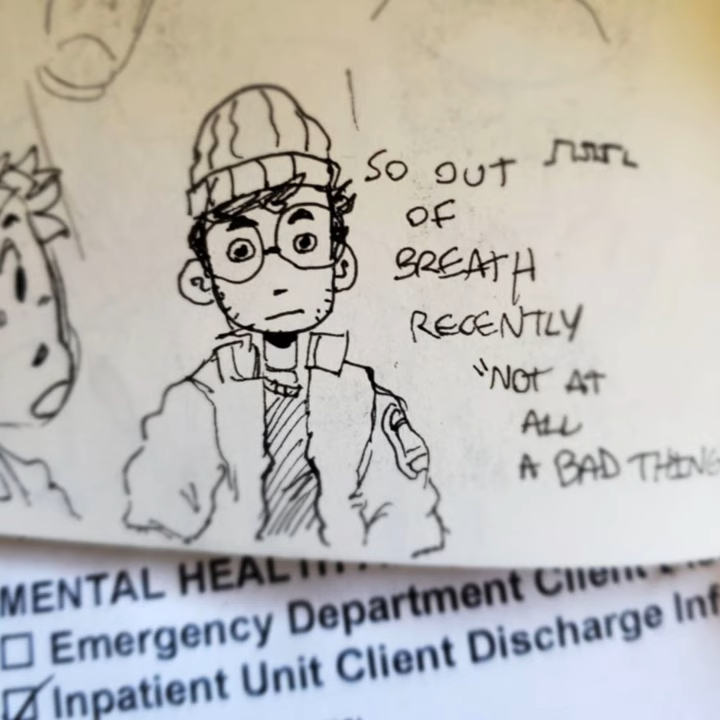 SO OUT
OF
BREATH
RECENTLY
"NOT AT
ALL
A BAD THING
MENTAL HEALTH
Emergency Department Client
Inpatient Unit Client Discharge Inf